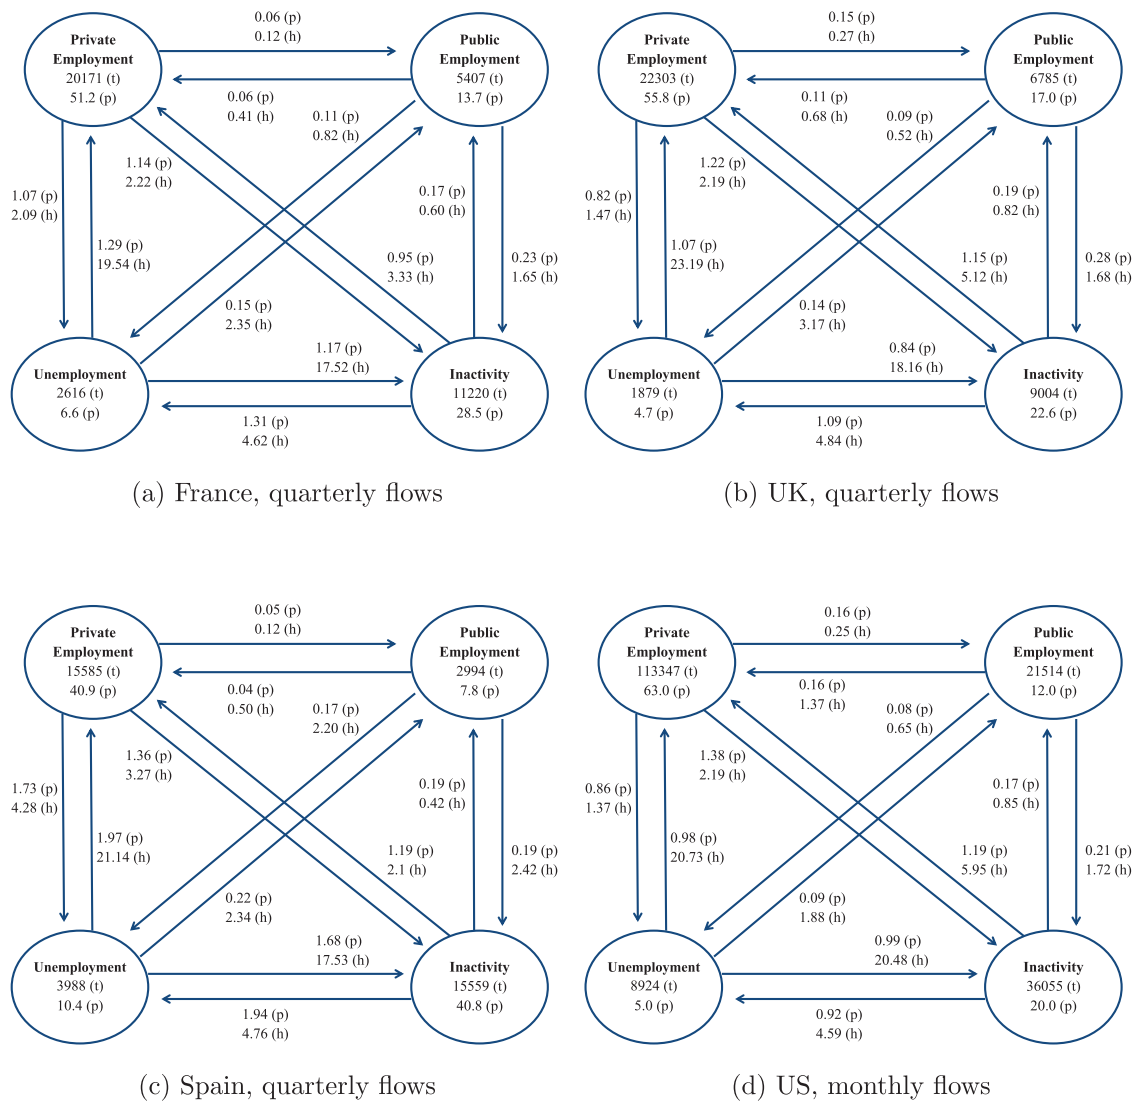 0.06 (p)
0.12 (h)
Private
Employment
20171 (t)
51.2 (p)
Public
Employment
5407 (t)
13.7 (p)
0.06 (p)
0.41 (h)
0.11 (p)
0.82 (h)
1.14 (p)
2.22 (h)
1.07 (p)
2.09 (h)
0.17 (p)
0.60 (h)
1.29 (p)
19.54 (h)
0.95 (p)
3.33 (h)
0.23 (p)
1.65 (h)
0.15 (p)
2.35 (h)
1.17 (p)
17.52 (h)
Unemployment
2616 (t)
6.6 (p)
Inactivity
11220 (t)
28.5 (p)
1.31 (p)
4.62 (h)
(a) France, quarterly flows
0.15 (p)
0.27 (h)
Private
Employment
22303 (t)
55.8 (p)
Public
Employment
6785 (t)
17.0 (p)
0.11 (p)
0.68 (h)
0.09 (p)
0.52 (h)
1.22 (p)
2.19 (h)
0.82 (p)
1.47 (h)
0.19 (p)
0.82 (h)
1.07 (p)
23.19 (h)
1.15 (p)
5.12 (h)
0.28 (p)
1.68 (h)
0.14 (p)
3.17 (h)
0.84 (p)
18.16 (h)
Unemployment
1879 (t)
4.7 (p)
Inactivity
9004 (t)
22.6 (p)
1.09 (p)
4.84 (h)
(b) UK, quarterly flows
0.05 (p)
0.12 (h)
Private
Employment
15585 (t)
40.9 (p)
Public
Employment
2994 (t)
7.8 (p)
0.04 (p)
0.50 (h)
0.17 (p)
2.20 (h)
1.36 (p)
3.27 (h)
1.73 (p)
4.28 (h)
0.19 (p)
0.42 (h)
1.97 (p)
21.14 (h)
1.19 (p)
2.1 (h)
0.19 (p)
2.42 (h)
0.22 (p)
2.34 (h)
1.68 (p)
17.53 (h)
Unemployment
3988 (t)
10.4 (p)
Inactivity
15559 (t)
40.8 (p)
1.94 (p)
4.76 (h)
(c) Spain, quarterly flows
0.16 (p)
0.25 (h)
Private
Employment
113347 (t)
63.0 (p)
Public
Employment
21514 (t)
12.0 (p)
0.16 (p)
1.37 (h)
0.08 (p)
0.65 (h)
1.38 (p)
2.19 (h)
0.86 (p)
1.37 (h)
0.17 (p)
0.85 (h)
0.98 (p)
20.73 (h)
1.19 (p)
5.95 (h)
0.21 (p)
1.72 (h)
0.09 (p)
1.88 (h)
0.99 (p)
20.48 (h)
Unemployment
8924 (t)
5.0 (p)
Inactivity
36055 (t)
20.0 (p)
0.92 (p)
4.59 (h)
(d) US, monthly flows